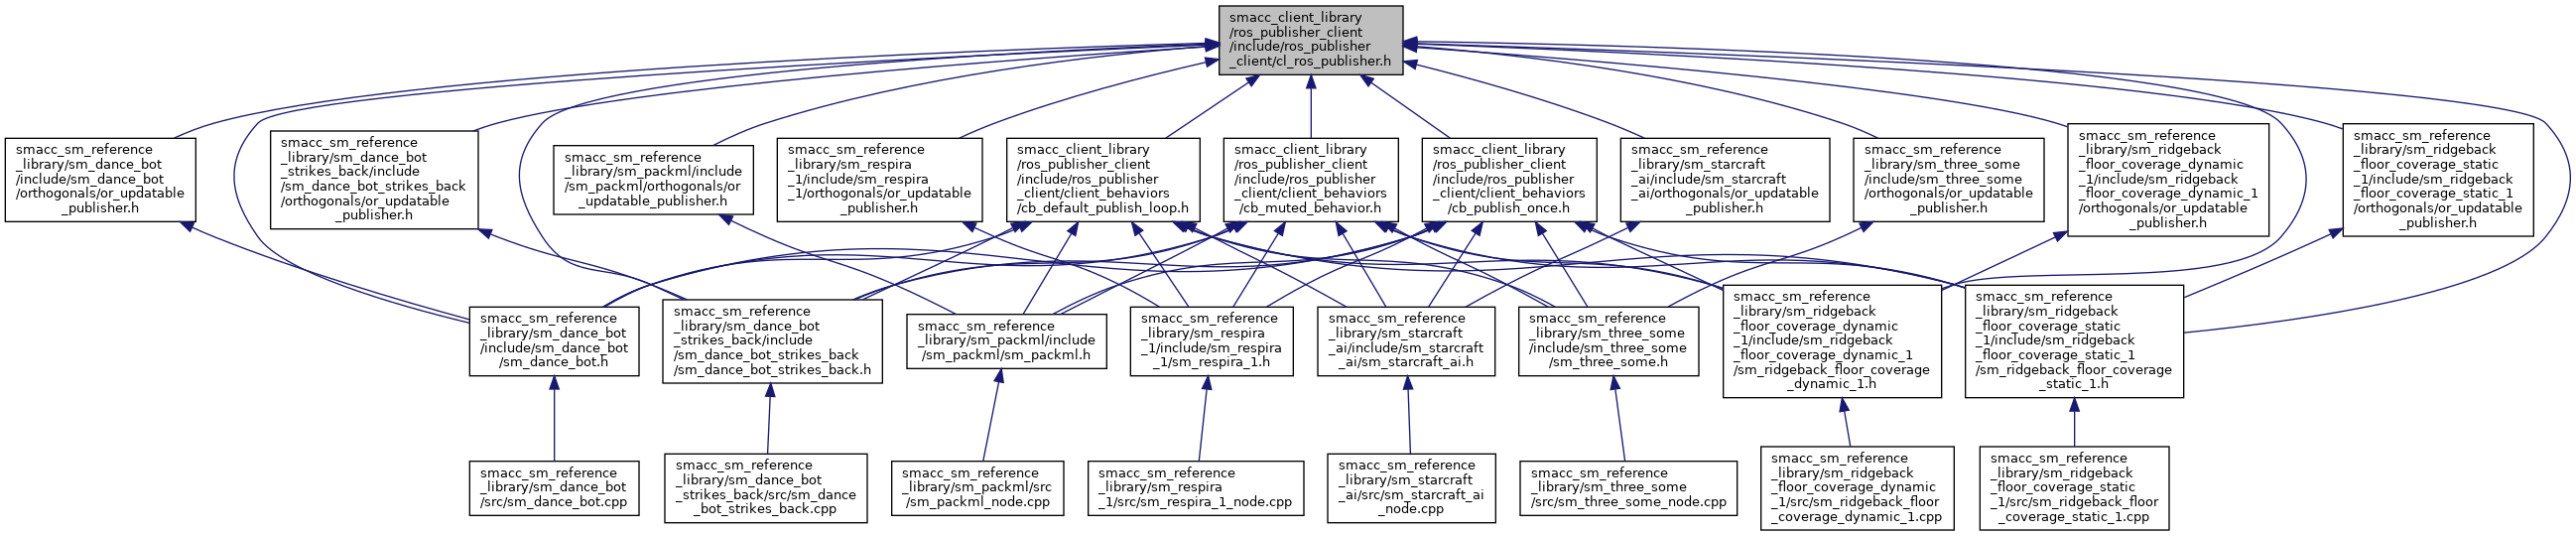 smacc_client_library
/ros_publisher_client
/include/ros_publisher
_client/cl_ros_publisher.h
smacc_sm_reference
_library/sm_dance_bot
/include/sm_dance_bot
/orthogonals/or_updatable
_publisher.h
smacc_sm_reference
_library/sm_dance_bot
_strikes_back/include
/sm_dance_bot_strikes_back
/orthogonals/or_updatable
_publisher.h
smacc_sm_reference
_library/sm_packml/include
/sm_packml/orthogonals/or
_updatable_publisher.h
smacc_sm_reference
_library/sm_respira
_1/include/sm_respira
_1/orthogonals/or_updatable
_publisher.h
smacc_client_library
/ros_publisher_client
/include/ros_publisher
_client/client_behaviors
/cb_default_publish_loop.h
smacc_client_library
/ros_publisher_client
/include/ros_publisher
_client/client_behaviors
/cb_muted_behavior.h
smacc_client_library
/ros_publisher_client
/include/ros_publisher
_client/client_behaviors
/cb_publish_once.h
smacc_sm_reference
_library/sm_starcraft
_ai/include/sm_starcraft
_ai/orthogonals/or_updatable
_publisher.h
smacc_sm_reference
_library/sm_three_some
/include/sm_three_some
/orthogonals/or_updatable
_publisher.h
smacc_sm_reference
_library/sm_ridgeback
_floor_coverage_dynamic
_1/include/sm_ridgeback
_floor_coverage_dynamic_1
/orthogonals/or_updatable
_publisher.h
smacc_sm_reference
_library/sm_ridgeback
_floor_coverage_static
_1/include/sm_ridgeback
_floor_coverage_static_1
/orthogonals/or_updatable
_publisher.h
smacc_sm_reference
_library/sm_dance_bot
/include/sm_dance_bot
/sm_dance_bot.h
smacc_sm_reference
_library/sm_dance_bot
_strikes_back/include
/sm_dance_bot_strikes_back
/sm_dance_bot_strikes_back.h
smacc_sm_reference
_library/sm_packml/include
/sm_packml/sm_packml.h
smacc_sm_reference
_library/sm_respira
_1/include/sm_respira
_1/sm_respira_1.h
smacc_sm_reference
_library/sm_starcraft
_ai/include/sm_starcraft
_ai/sm_starcraft_ai.h
smacc_sm_reference
_library/sm_three_some
/include/sm_three_some
/sm_three_some.h
smacc_sm_reference
_library/sm_ridgeback
_floor_coverage_dynamic
_1/include/sm_ridgeback
_floor_coverage_dynamic_1
/sm_ridgeback_floor_coverage
_dynamic_1.h
smacc_sm_reference
_library/sm_ridgeback
_floor_coverage_static
_1/include/sm_ridgeback
_floor_coverage_static_1
/sm_ridgeback_floor_coverage
_static_1.h
smacc_sm_reference
_library/sm_dance_bot
/src/sm_dance_bot.cpp
smacc_sm_reference
_library/sm_dance_bot
_strikes_back/src/sm_dance
_bot_strikes_back.cpp
smacc_sm_reference
_library/sm_packml/src
/sm_packml_node.cpp
smacc_sm_reference
_library/sm_respira
_1/src/sm_respira_1_node.cpp
smacc_sm_reference
_library/sm_starcraft
_ai/src/sm_starcraft_ai
_node.cpp
smacc_sm_reference
_library/sm_three_some
/src/sm_three_some_node.cpp
smacc_sm_reference
_library/sm_ridgeback
_floor_coverage_dynamic
_1/src/sm_ridgeback_floor
_coverage_dynamic_1.cpp
smacc_sm_reference
_library/sm_ridgeback
_floor_coverage_static
_1/src/sm_ridgeback_floor
_coverage_static_1.cpp